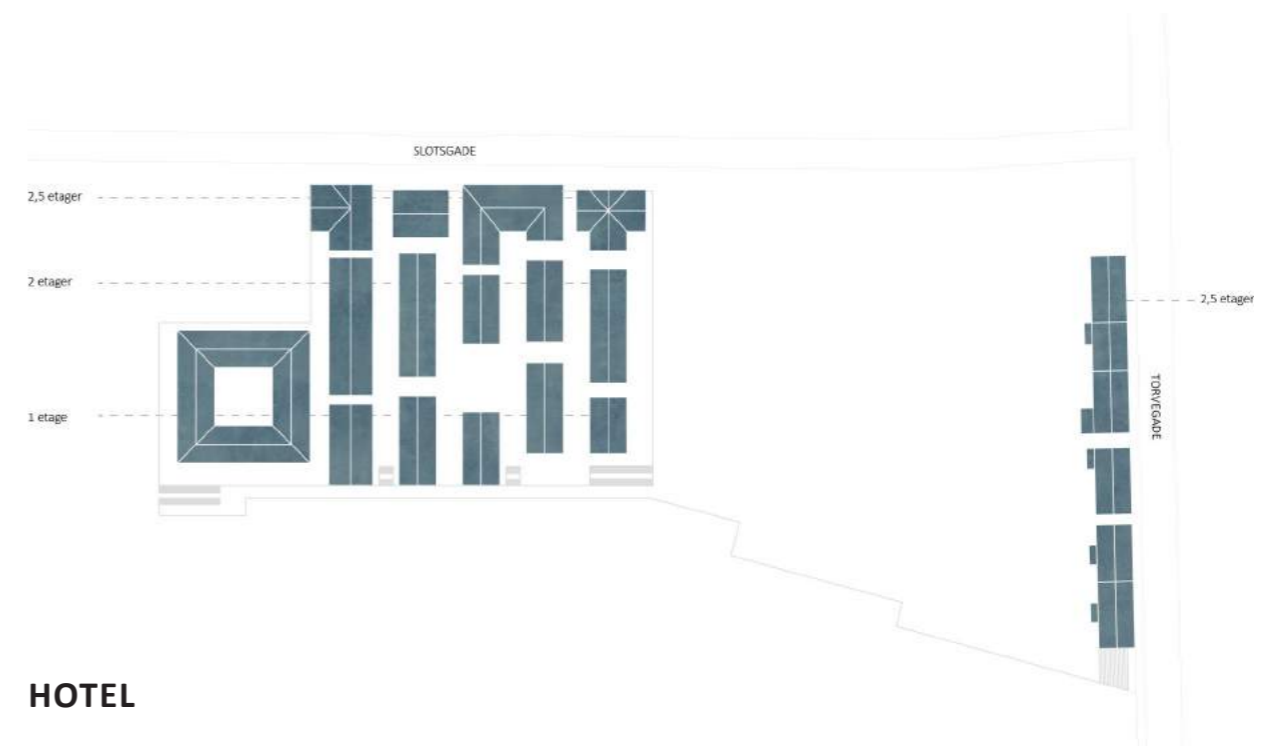 SLOTSGADE
2,5 etager
2 etager
2,5 etager
1 etage
TORVEGADE
HOTEL